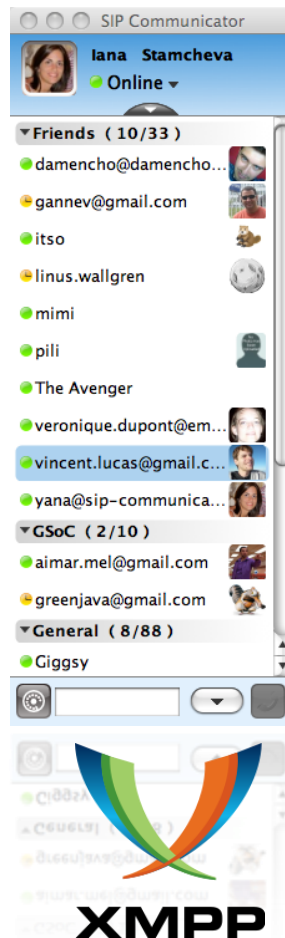 SIP Communicator
Iana Stamcheva
Online
Friends (10/33)
damencho@damencho...
gannev@gmail.com
itso
linus.wallgren
mimi
pili
The Avenger
veronique.dupont@em...
vincent.lucas@gmail.c...
yana@sip-communica...
GSoC (2/10)
aimar.mel@gmail.com
greenjava@gmail.com
General (8/88)
Giggsy
XMPP